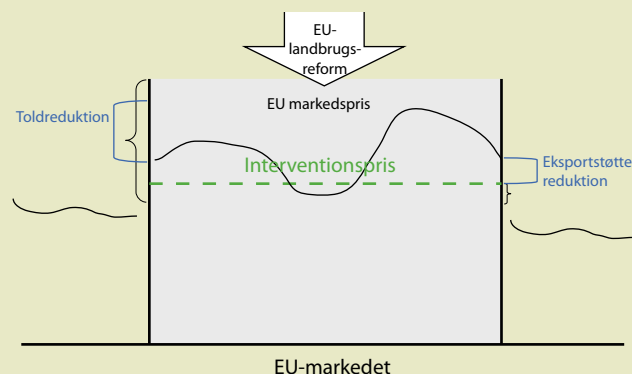 EU-
landbrugs-
reform
EU markedspris
Toldreduktion
Interventionspris
Eksportstøtte
reduktion
EU-markedet